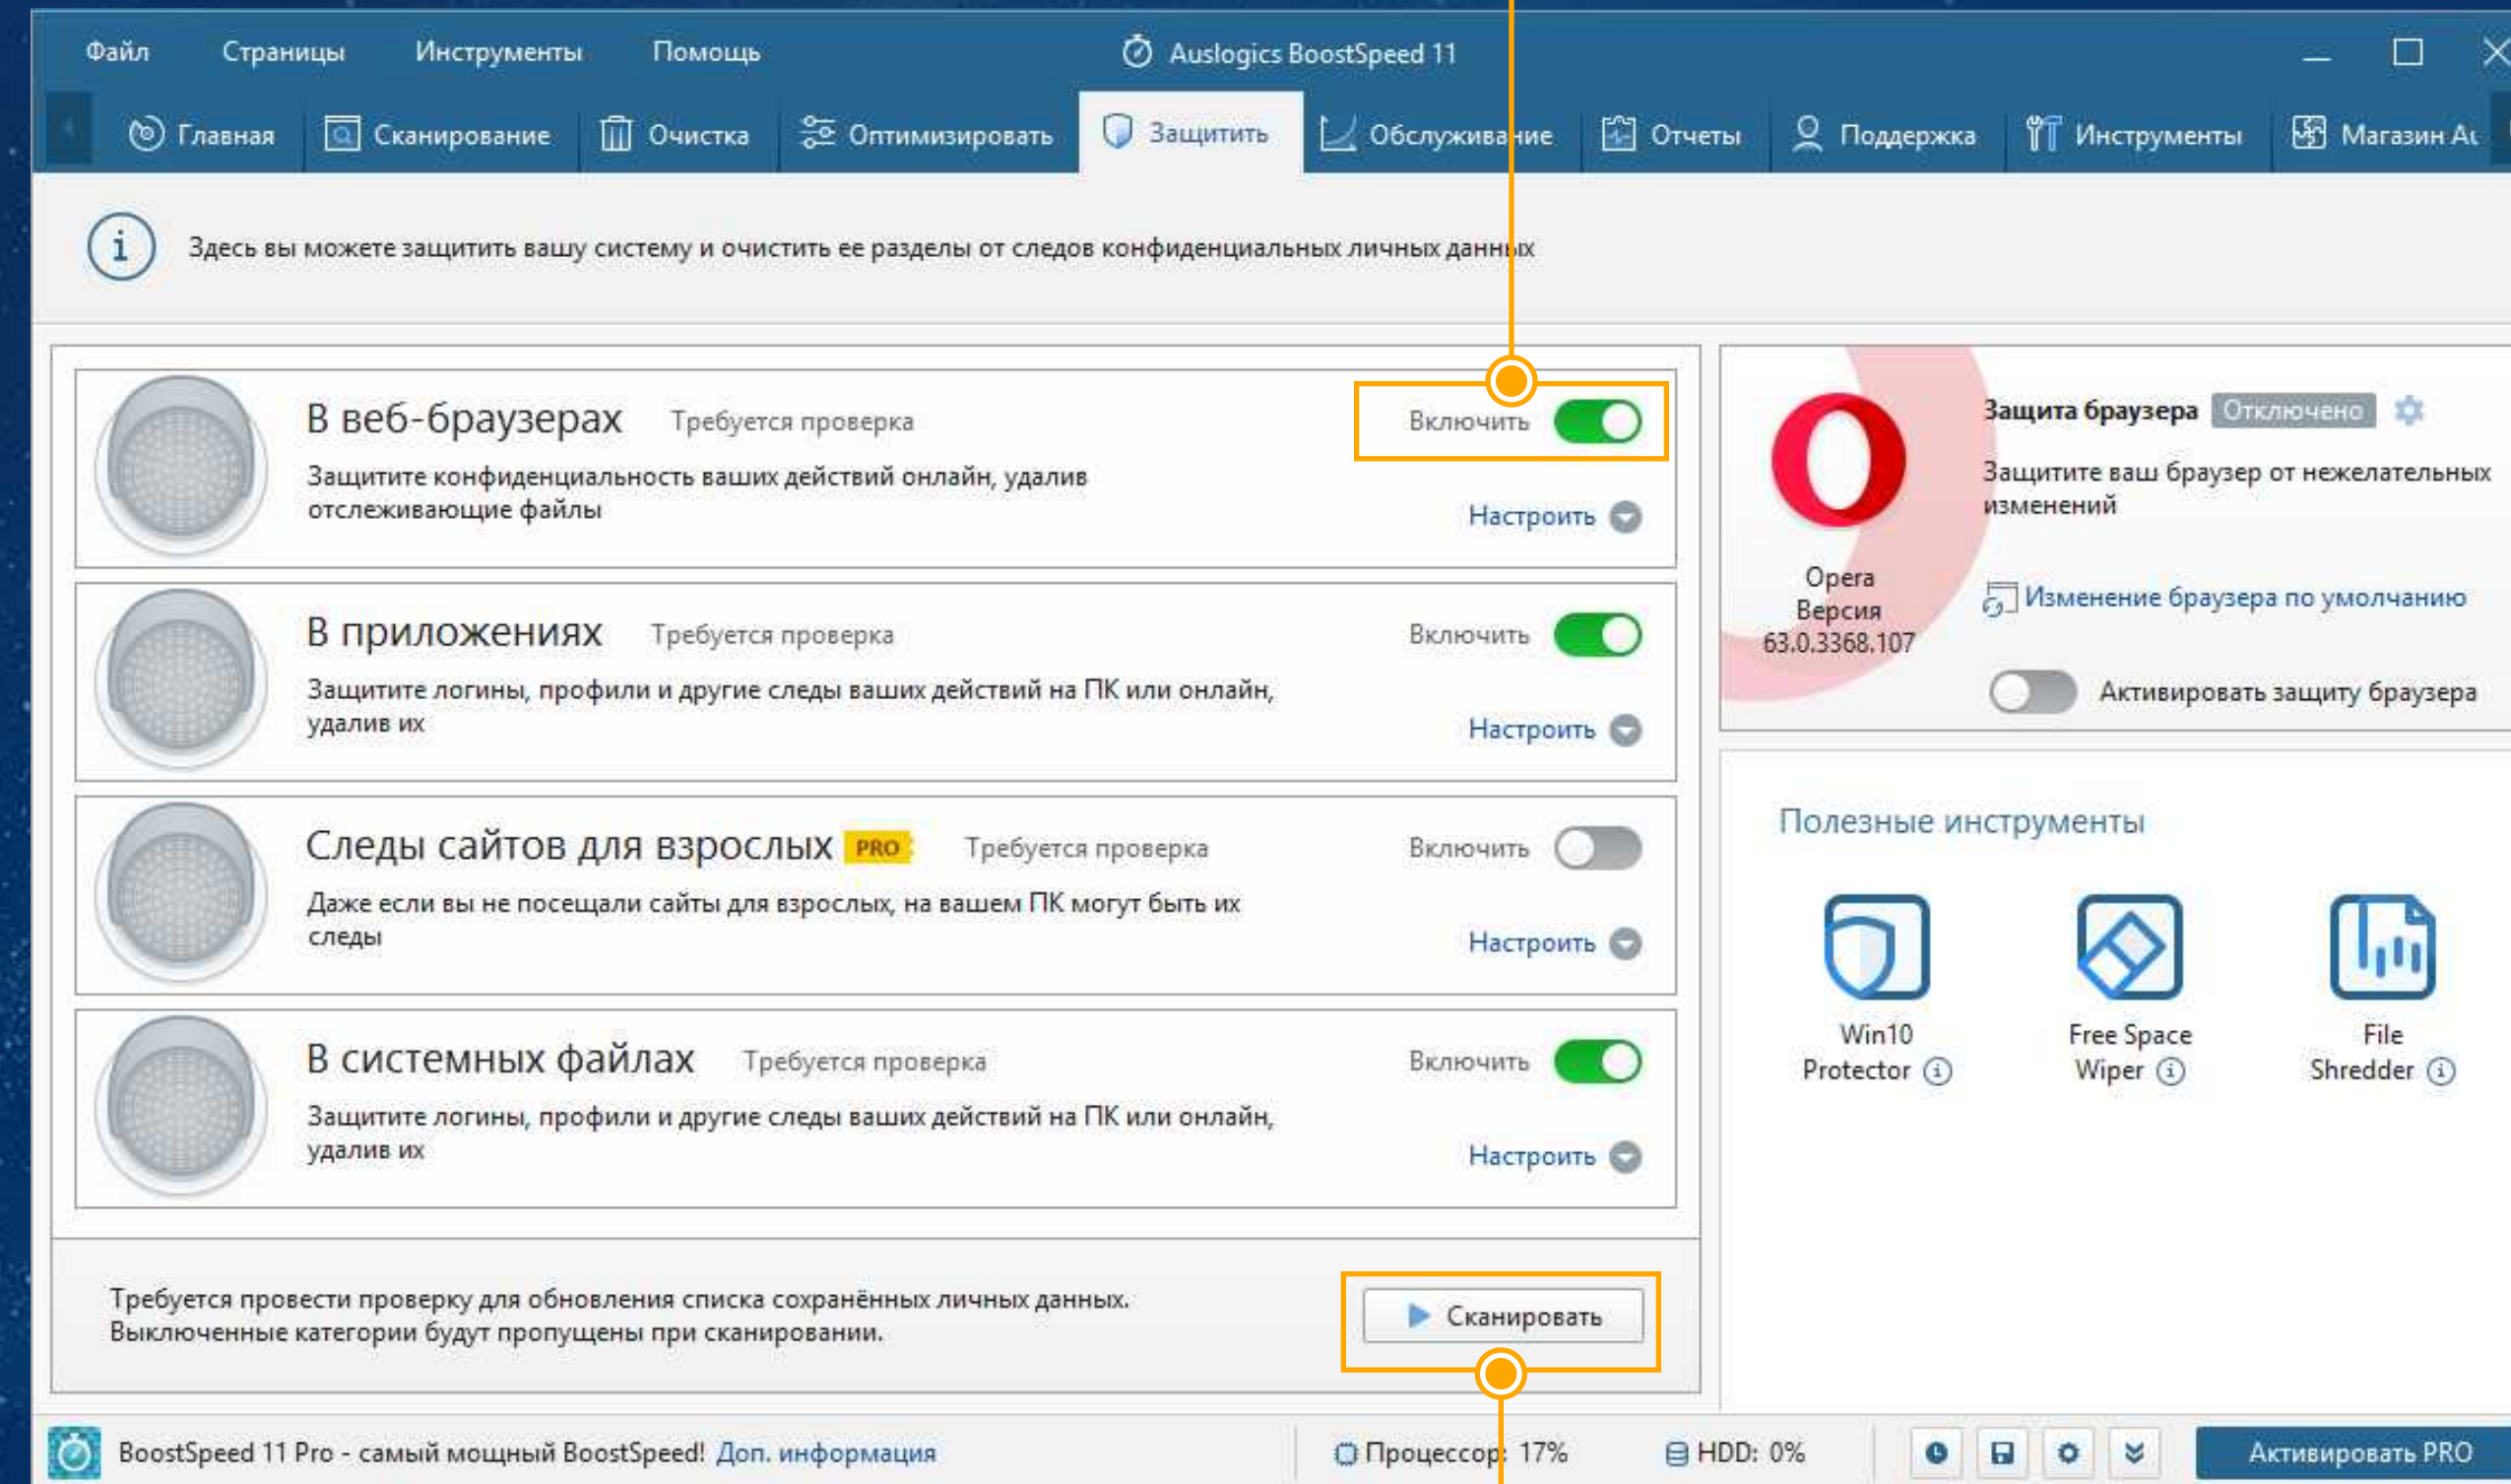 Файл Страницы Инструменты Помощь Auslogics BoostSpeed 11
Главная Сканирование Очистка Оптимизировать Защитить Обслуживание Отчеты Поддержка Инструменты Магазин Au
Здесь вы можете защитить вашу систему и очистить ее разделы от следов конфиденциальных личных данных
В веб-браузерах Требуется проверка Включить
Защитите конфиденциальность ваших действий онлайн, удалив
отслеживающие файлы
Настроить
В приложениях Требуется проверка Включить
Защитите логины, профили и другие следы ваших действий на ПК или онлайн,
удалив их
Настроить
Следы сайтов для взрослых PRO Требуется проверка Включить
Даже если вы не посещали сайты для взрослых, на вашем ПК могут быть их
следы
Настроить
В системных файлах Требуется проверка Включить
Защитите логины, профили и другие следы ваших действий на ПК или онлайн,
удалив их
Настроить
Требуется провести проверку для обновления списка сохранённых личных данных.
Выключенные категории будут пропущены при сканировании.
Сканировать
Opera
Версия
63.0.3368.107
Защита браузера Отключено
Защитите ваш браузер от нежелательных
изменений
Изменение браузера по умолчанию
Активировать защиту браузера
Полезные инструменты
Win10
Protector
Free Space
Wiper
File
Shredder
BoostSpeed 11 Pro - самый мощный BoostSpeed! Доп. информация Процессор: 17% HDD: 0% Активировать PRO